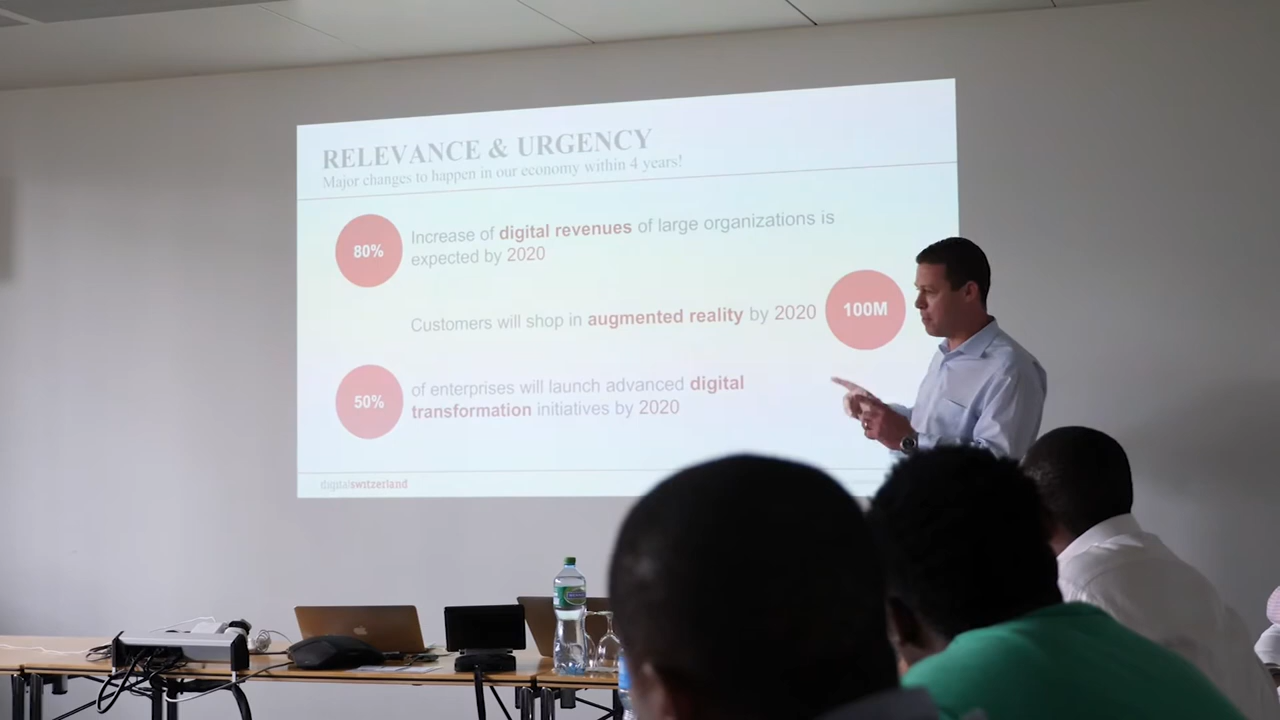 RELEVANCE & URGENCY
Major changes to happen in our economy within 4 years!
80%
Increase of digital revenues of large organizations is
expected by 2020
Customers will shop in augmented reality by 2020
100M
50%
of enterprises will launch advanced digital
transformation initiatives by 2020
digitalswitzerland